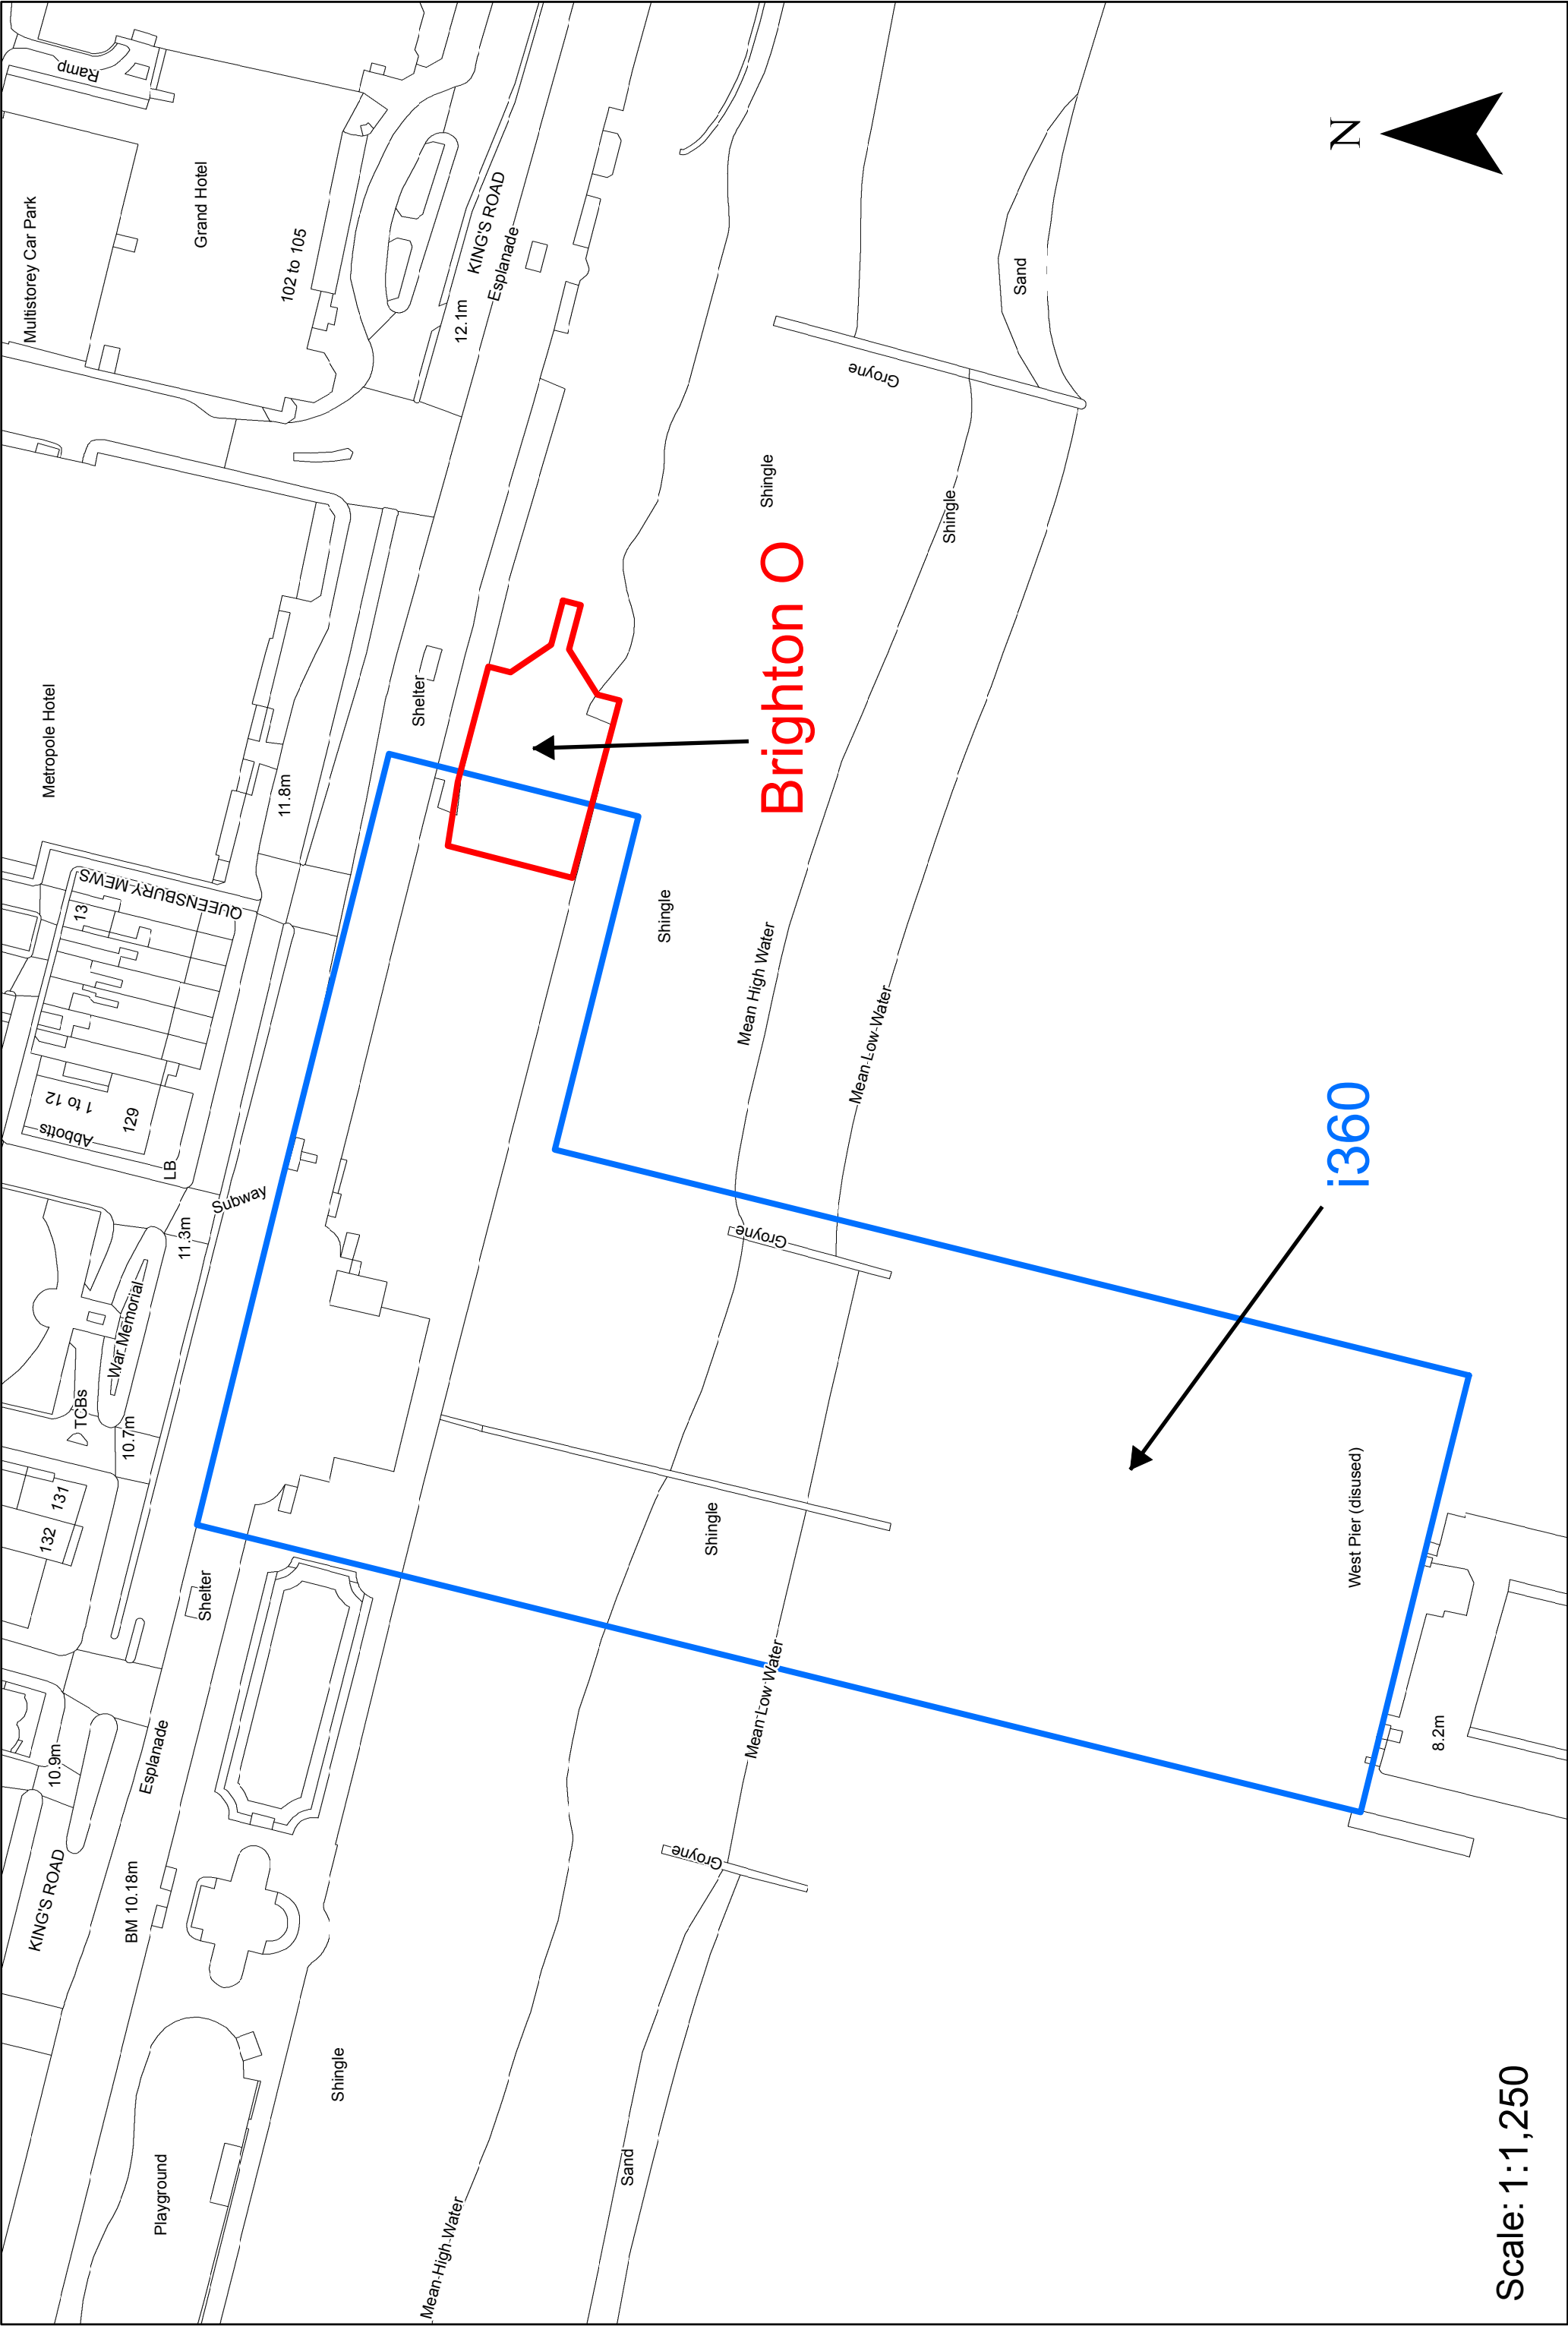 KING'S ROAD
10.9m
132
131
TCBs
10.7m
War Memorial
11.3m
Abbotts
1 to 12
129
LB
13
QUEENSBURY MEWS
Metropole Hotel
11.8m
Multistorey Car Park
Ramp
Grand Hotel
102 to 105
BM 10.18m
Esplanade
Shelter
Subway
Shelter
12.1m
KING'S ROAD
Esplanade
Playground
Shingle
Mean High Water
Sand
Groyne
Mean Low Water
Shingle
Groyne
Mean High Water
Mean Low Water
Shingle
Brighton O
Shingle
Shingle
Groyne
Sand
i360
West Pier (disused)
8.2m
N
Scale: 1:1,250